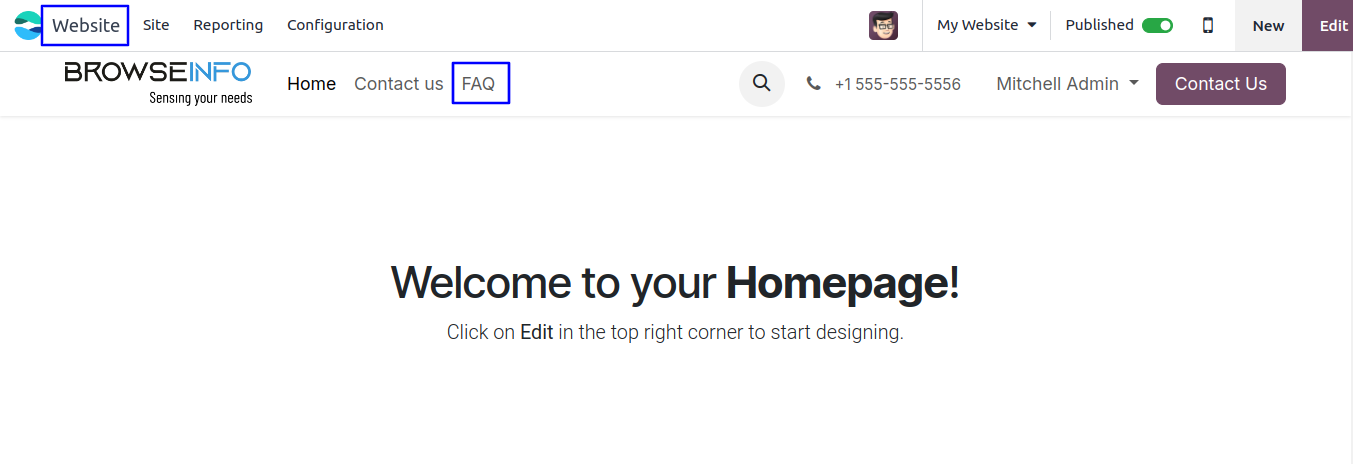 Website Site Reporting Configuration My Website Published New Edit
BROWSEINFO Home Contact us FAQ +1 555-555-5556 Mitchell Admin Contact Us
Sensing your needs
Welcome to your Homepage!
Click on Edit in the top right corner to start designing.